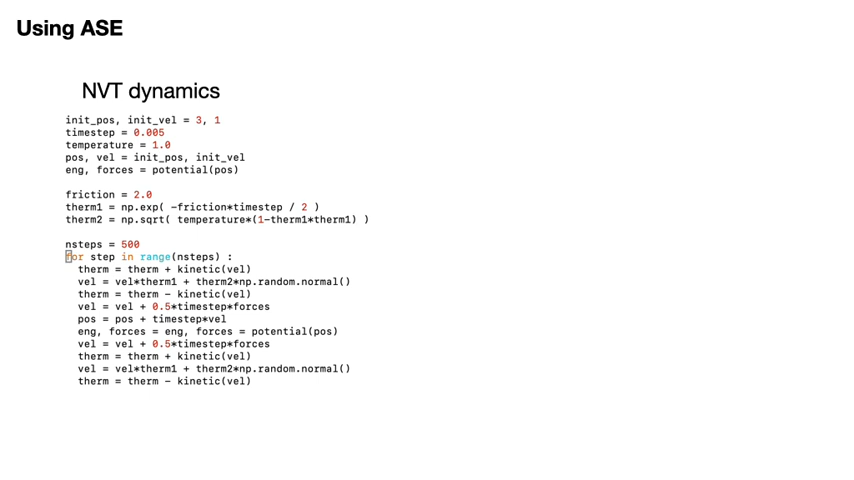 Using ASE
NVT dynamics
init_pos, init_vel = 3, 1
timestep = 0.005
temperature = 1.0
pos, vel = init_pos, init_vel
eng, forces = potential(pos)
friction = 2.0
therm1 = np.exp( -friction*timestep / 2 )
therm2 = np.sqrt( temperature*(1-therm1*therm1) )
nsteps = 500
for step in range(nsteps) :
therm = therm + kinetic(vel)
vel = vel*therm1 + therm2*np.random.normal()
therm = therm - kinetic(vel)
vel = vel + 0.5*timestep*forces
pos = pos + timestep*vel
eng, forces = eng, forces = potential(pos)
vel = vel + 0.5*timestep*forces
therm = therm + kinetic(vel)
vel = vel*therm1 + therm2*np.random.normal()
therm = therm - kinetic(vel)